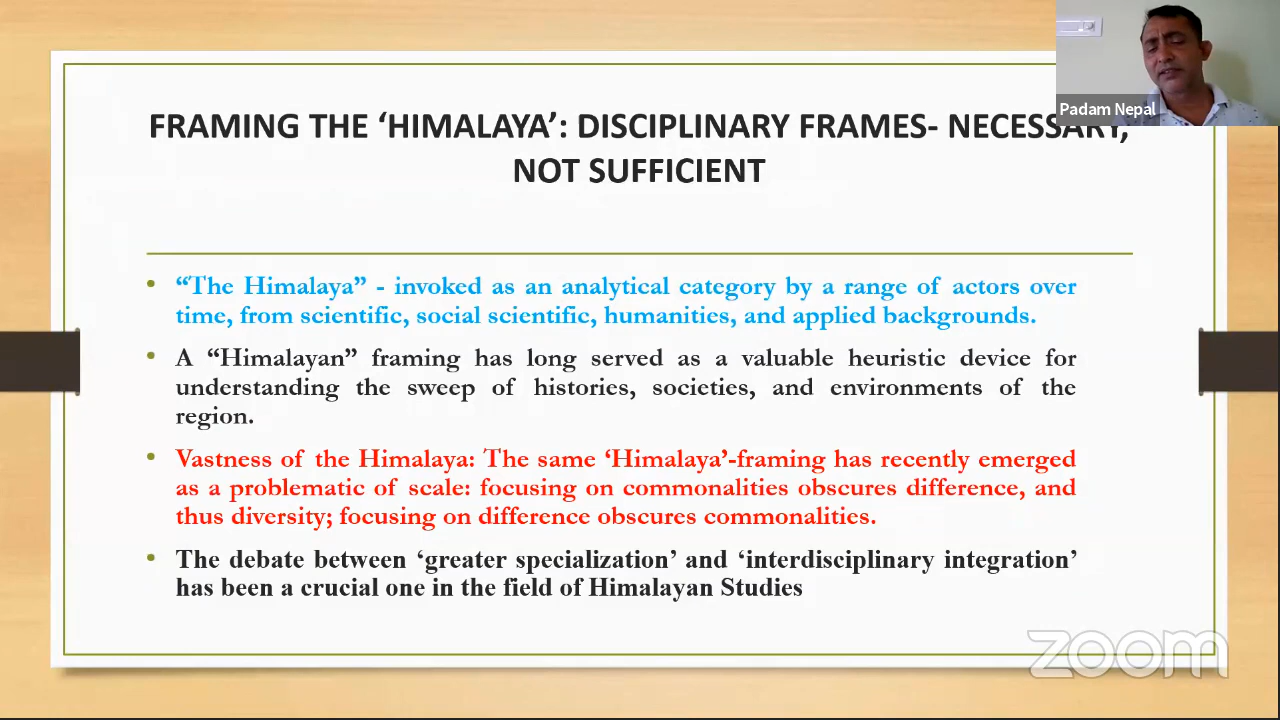 Padam Nepal
FRAMING THE ‘HIMALAYA’: DISCIPLINARY FRAMES- NECESSARY,
NOT SUFFICIENT
• “The Himalaya” - invoked as an analytical category by a range of actors over
time, from scientific, social scientific, humanities, and applied backgrounds.
• A “Himalayan” framing has long served as a valuable heuristic device for
understanding the sweep of histories, societies, and environments of the
region.
• Vastness of the Himalaya: The same ‘Himalaya’-framing has recently emerged
as a problematic of scale: focusing on commonalities obscures difference, and
thus diversity; focusing on difference obscures commonalities.
• The debate between ‘greater specialization’ and ‘interdisciplinary integration’
has been a crucial one in the field of Himalayan Studies
zoom